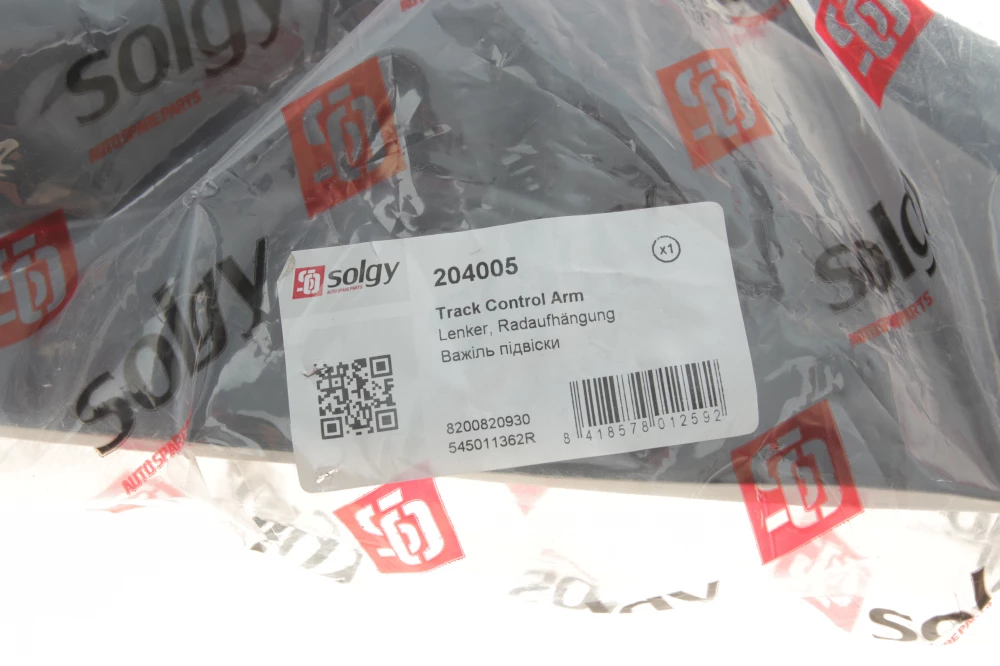 solgy
AUTO SPARE PARTS
solgy
AUTO SPARE PARTS
204005
x1
Track Control Arm
Lenker, Radaufhängung
Важіль підвіски
8200820930
545011362R
8 418578 012592
solgy
solgy